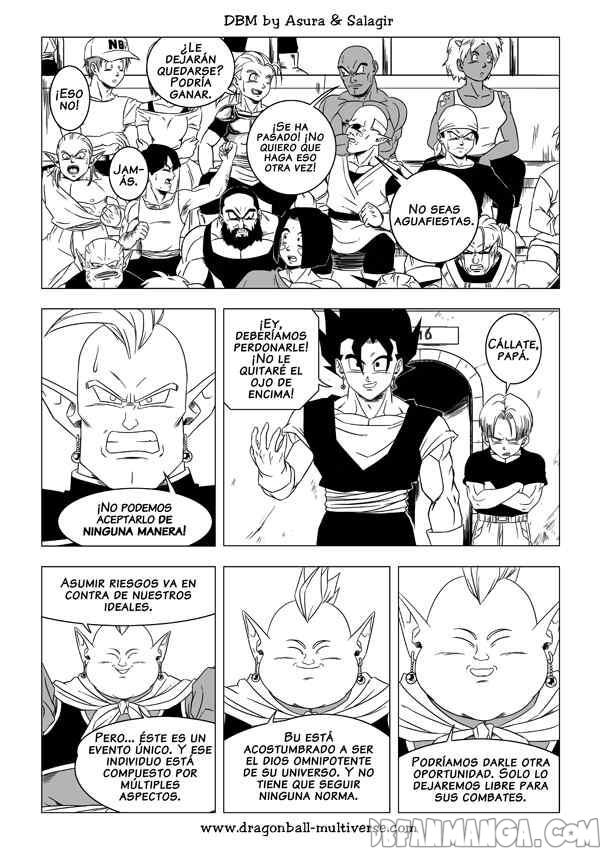 DBM by Asura & Salagir
NB
¡ESO
NO!
¿LE
DEJARÁN
QUEDARSE?
PODRÍA
GANAR.
JAM-
ÁS.
¡SE HA
PASADO! ¡NO
QUIERO QUE
HAGA ESO
OTRA VEZ!
NO SEAS
AGUAFIESTAS.
¡NO PODEMOS
ACEPTARLO DE
NINGUNA MANERA!
¡EY,
DEBERÍAMOS
PERDONARLE!
¡NO LE
QUITARÉ EL
OJO DE
ENCIMA!
16
CÁLLATE,
PAPÁ.
ASUMIR RIESGOS VA EN
CONTRA DE NUESTROS
IDEALES.
PERO... ÉSTE ES UN
EVENTO ÚNICO. Y ESE
INDIVIDUO ESTÁ
COMPUESTO POR
MÚLTIPLES
ASPECTOS.
BU ESTÁ
ACOSTUMBRADO A SER
EL DIOS OMNIPOTENTE
DE SU UNIVERSO. Y NO
TIENE QUE SEGUIR
NINGUNA NORMA.
PODRÍAMOS DARLE OTRA
OPORTUNIDAD. SOLO LO
DEJAREMOS LIBRE PARA
SUS COMBATES.
www.dragonball-multiverse.com
DBFANMANGA.COM